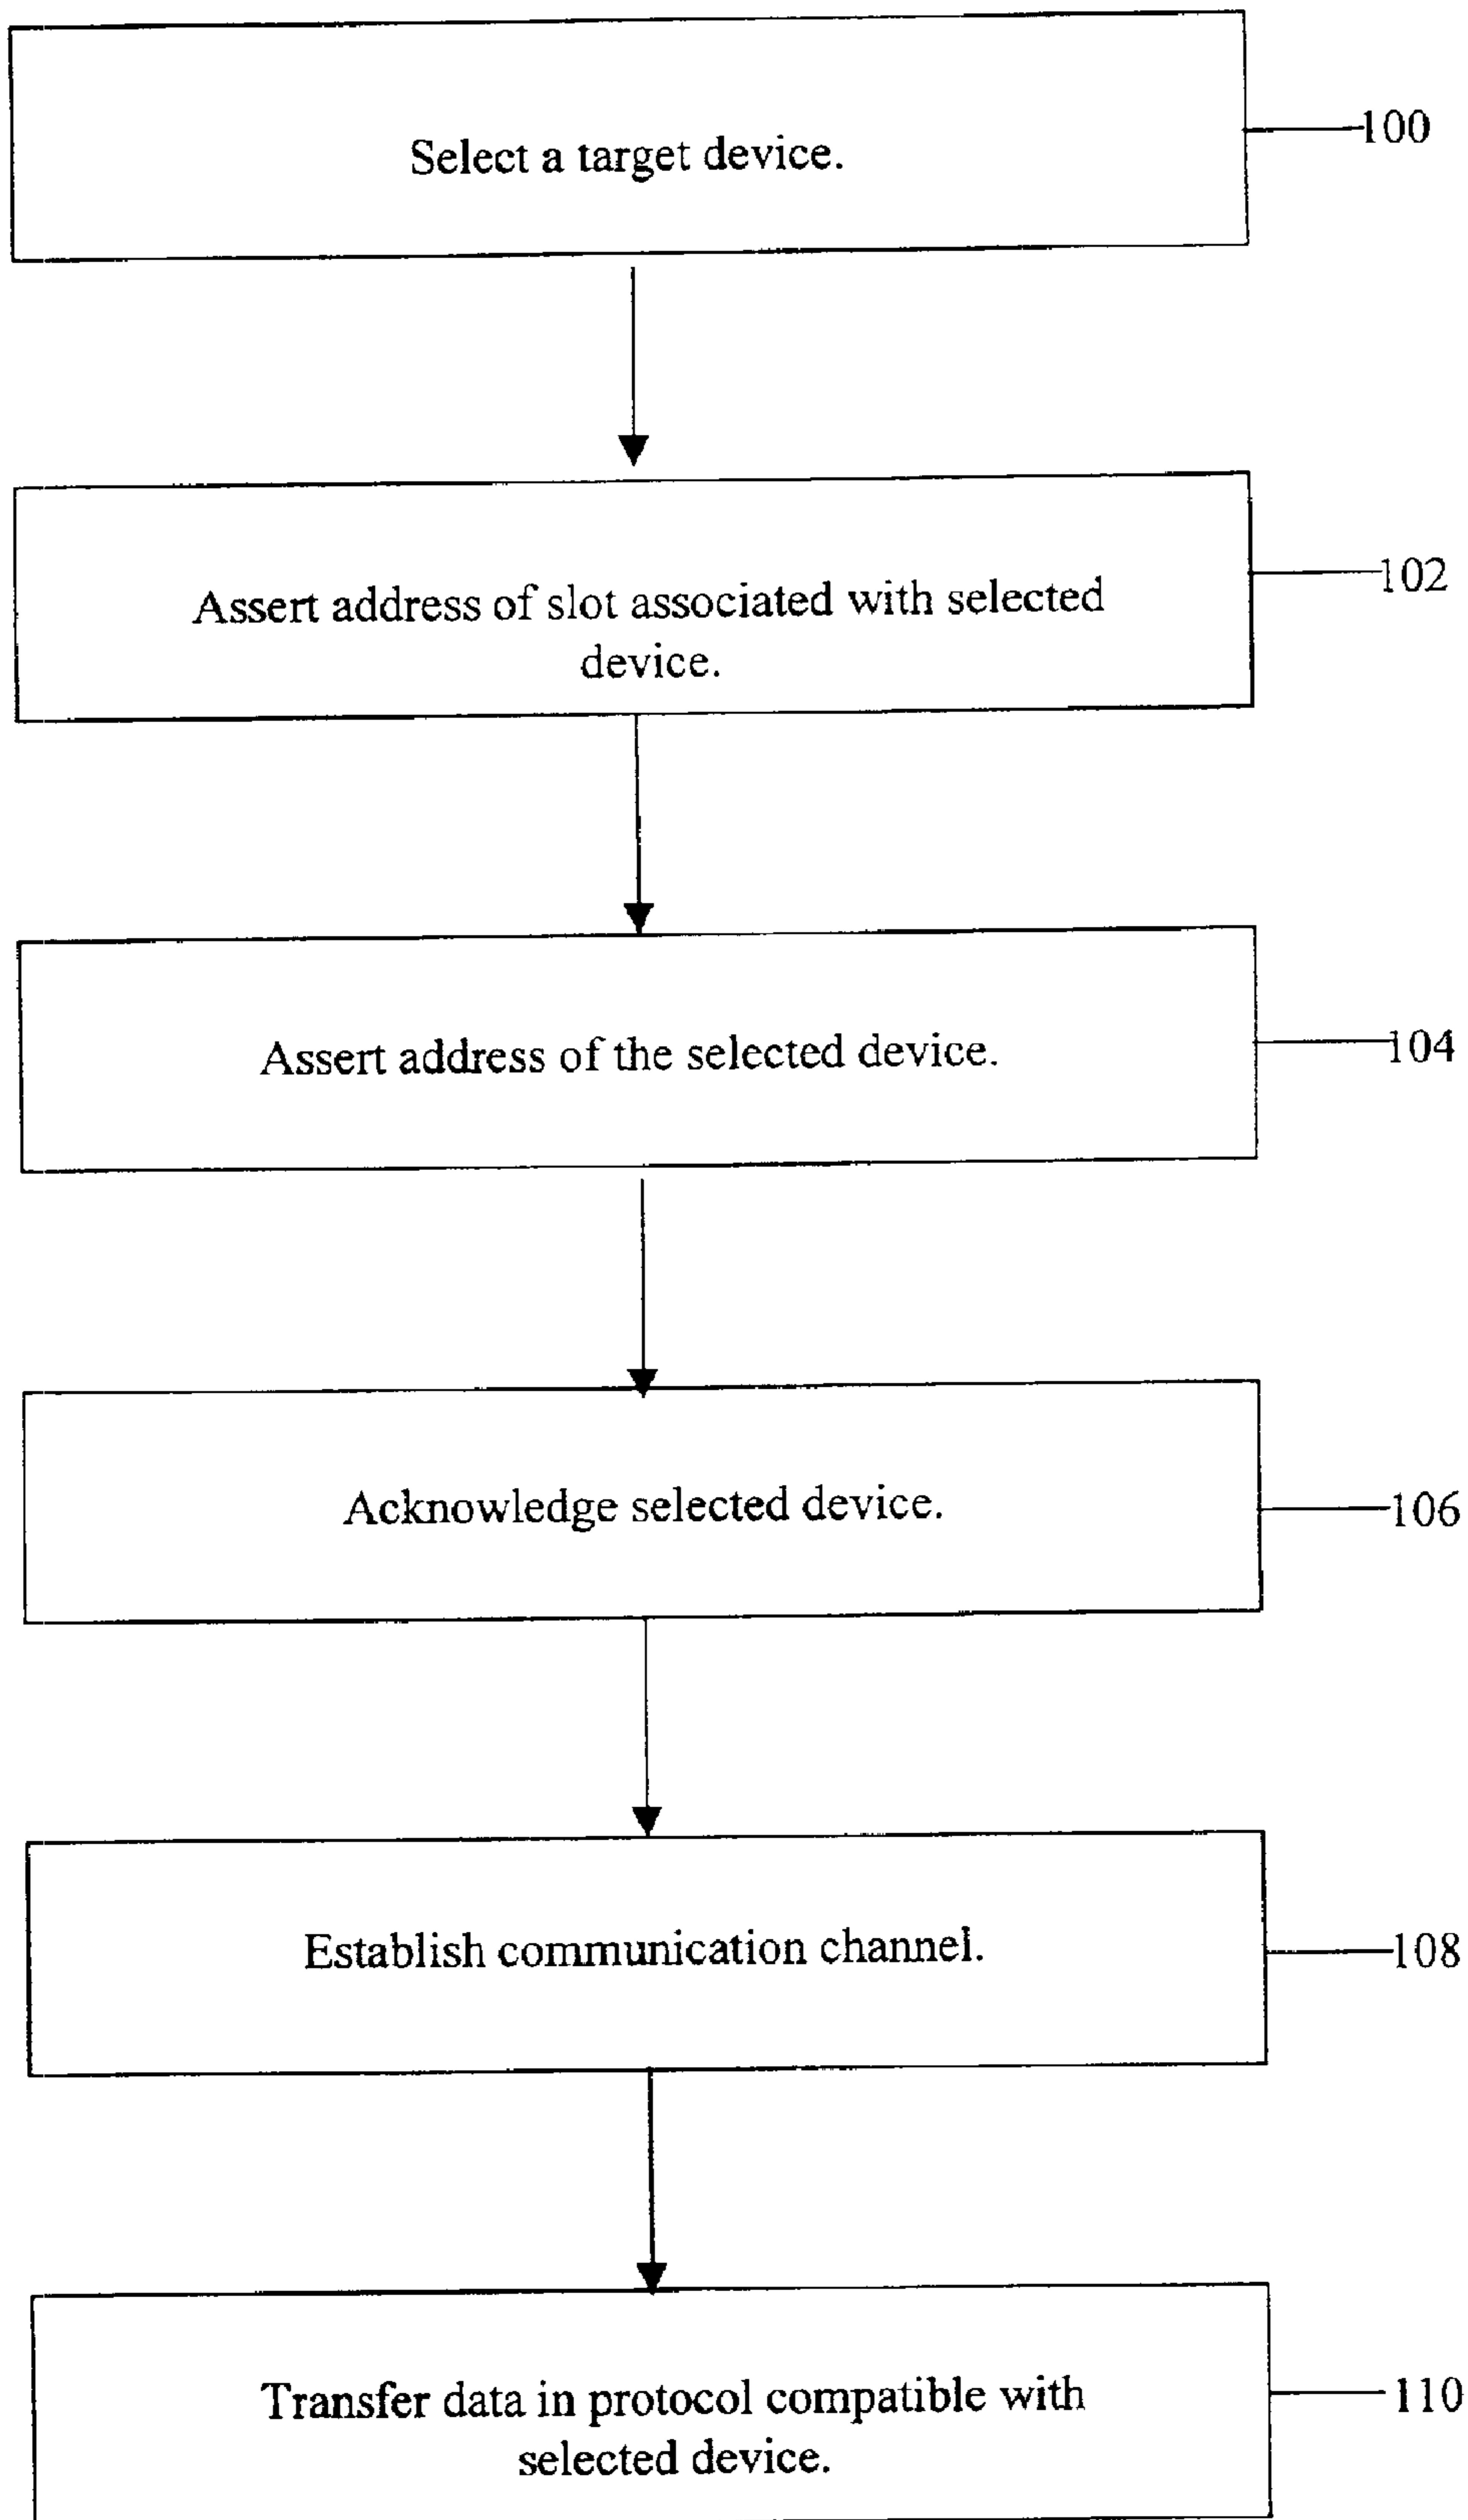 Select a target device.
100
Assert address of slot associated with selected
device.
102
Assert address of the selected device.
104
Acknowledge selected device.
106
Establish communication channel.
108
Transfer data in protocol compatible with
selected device.
110